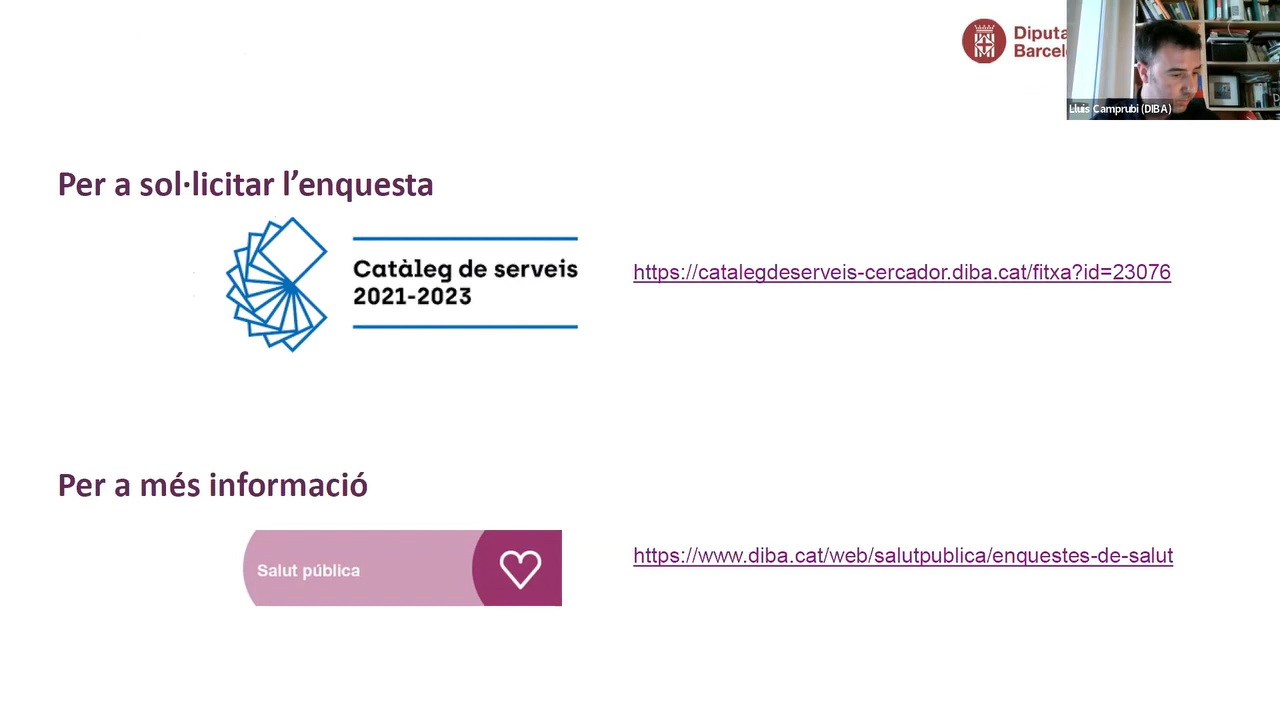 Diputa
Barcel
Lluís Camprubi (DIBA)
Per a sol·licitar l'enquesta
Catàleg de serveis
2021-2023
https://catalegdeserveis-cercador.diba.cat/fitxa?id=23076
Per a més informació
Salut pública
https://www.diba.cat/web/salutpublica/enquestes-de-salut